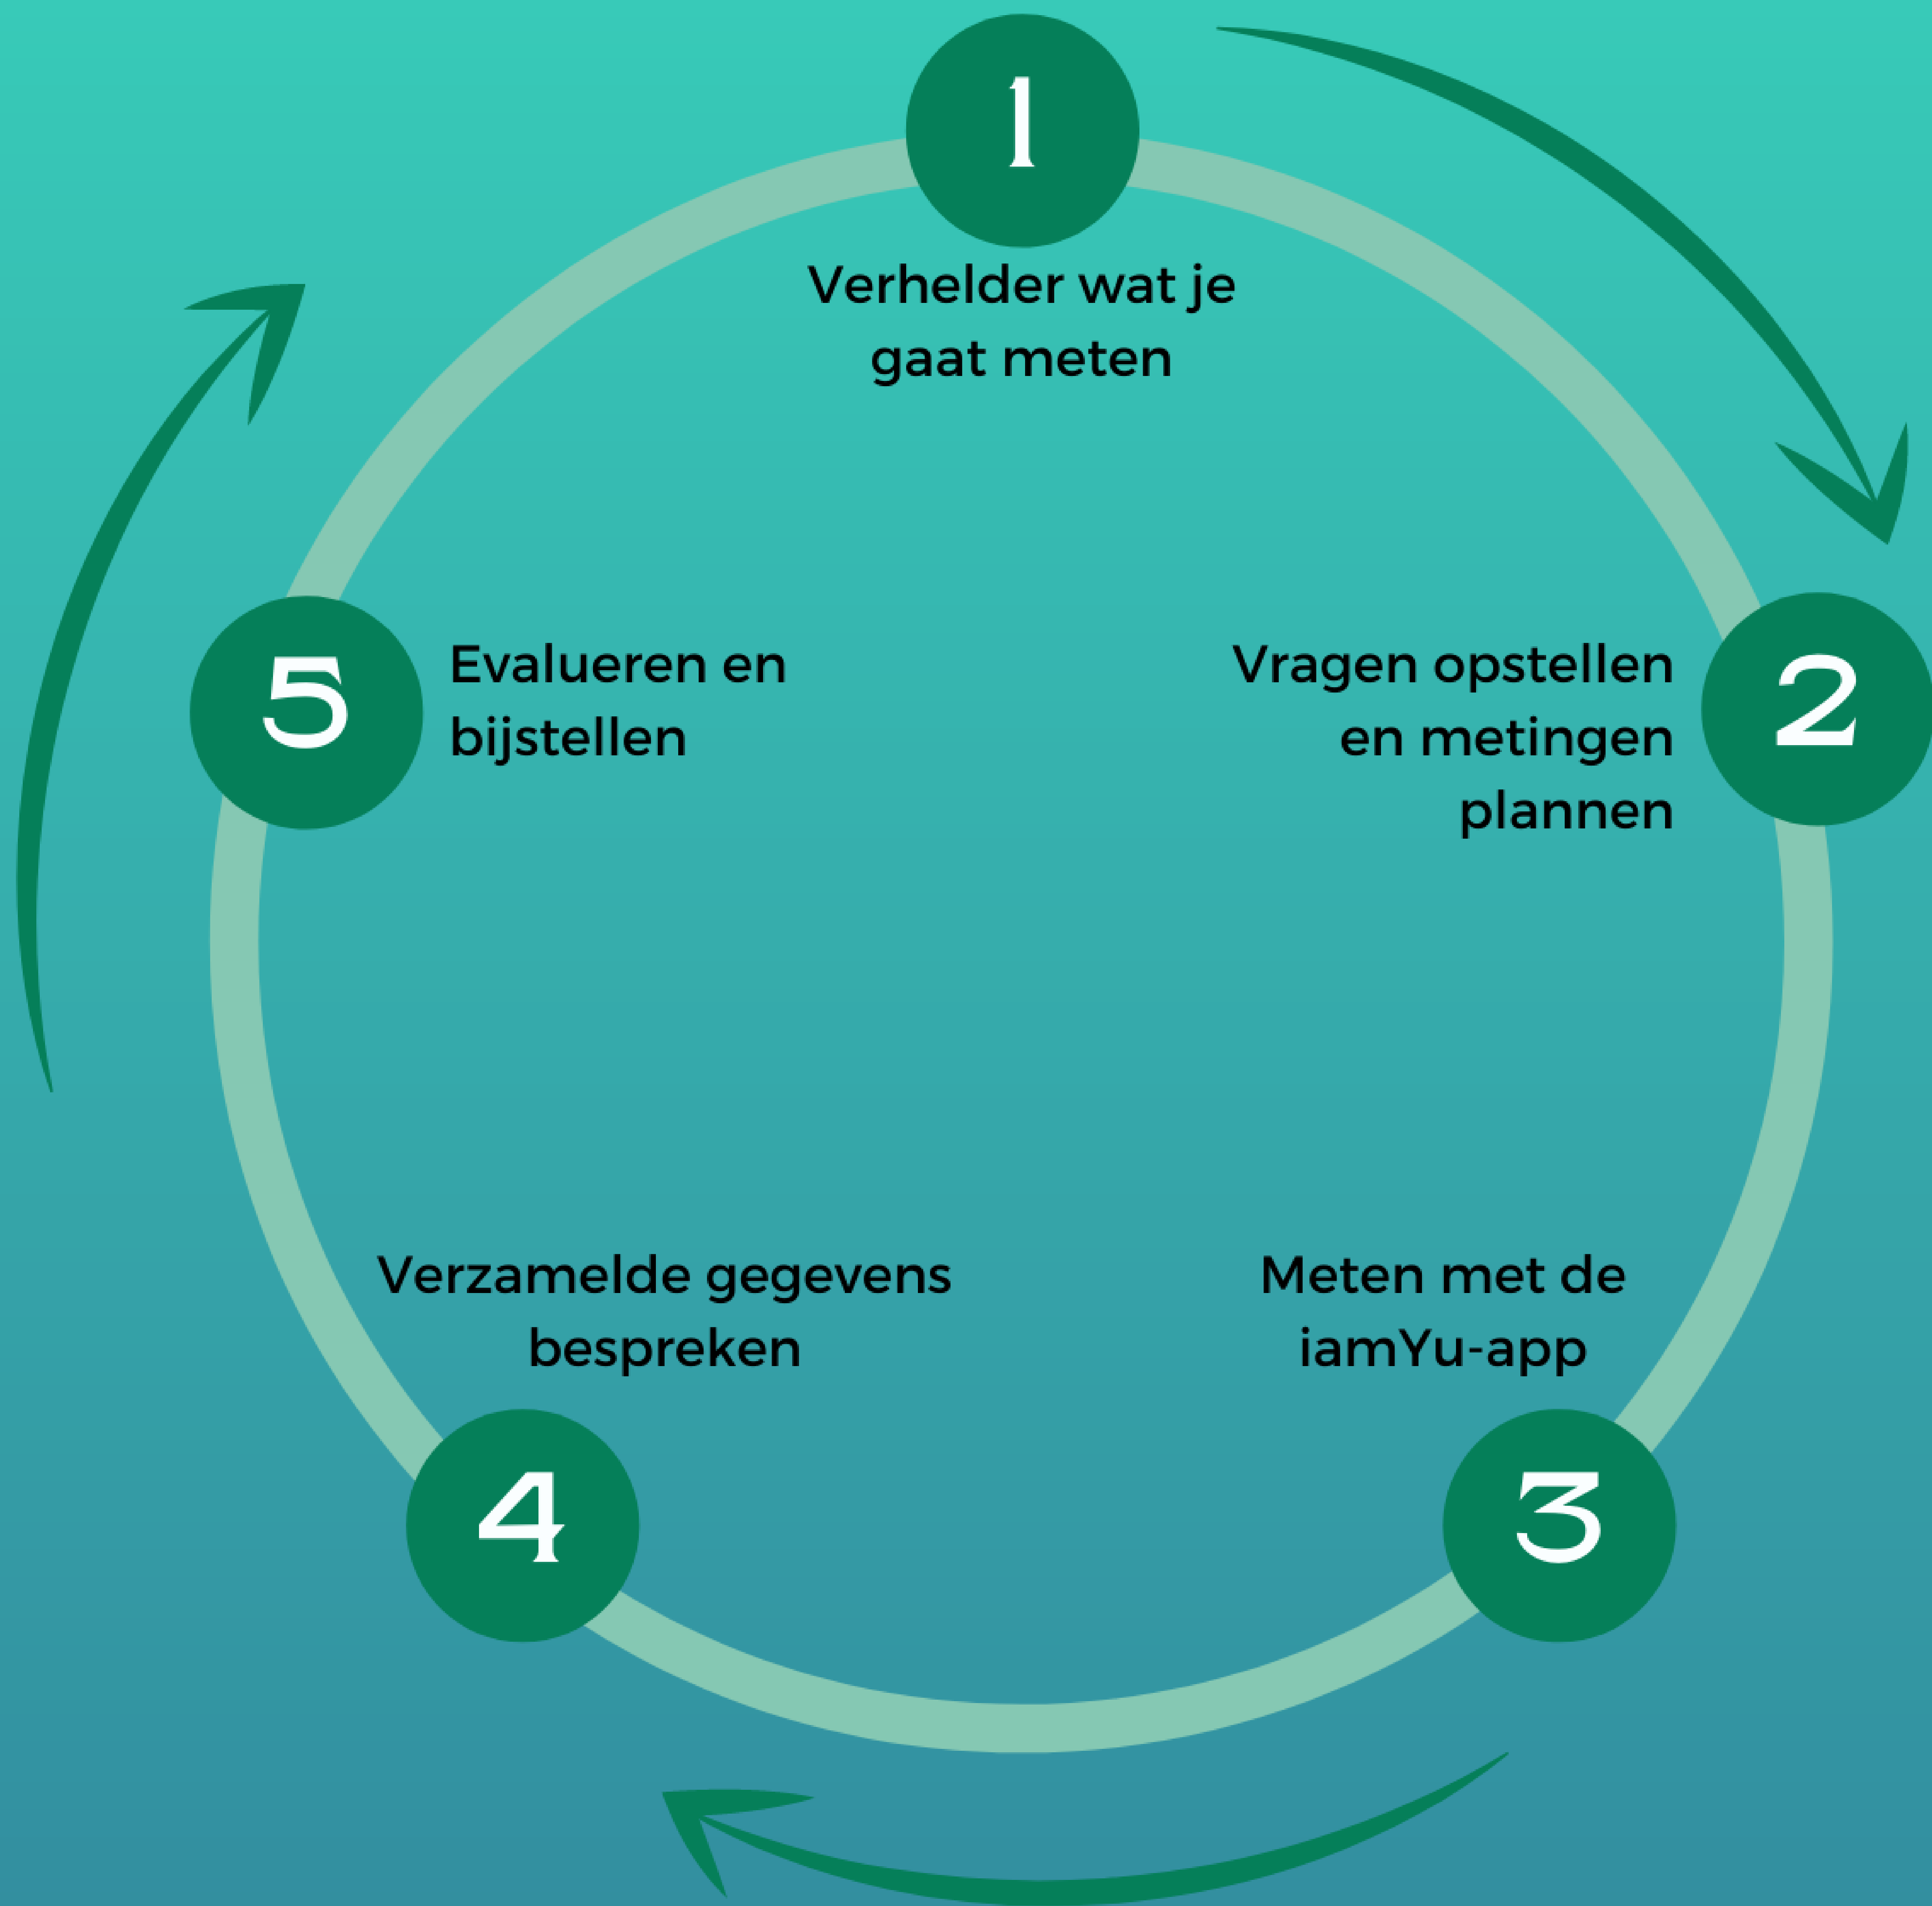 1
Verhelder wat je
gaat meten
2
Vragen opstellen
en metingen
plannen
3
Meten met de
iamYu-app
4
Verzamelde gegevens
bespreken
5
Evalueren en
bijstellen